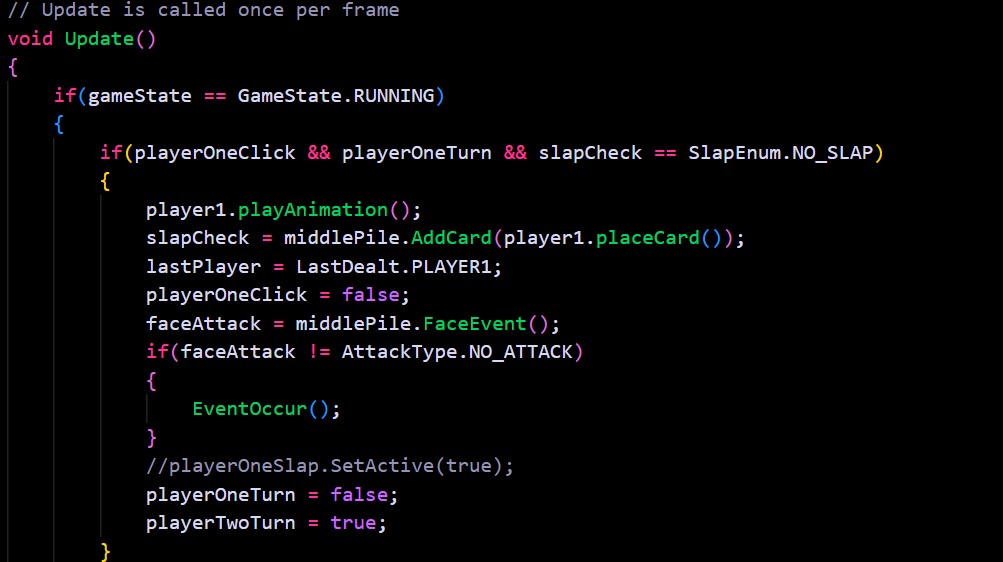 // Update is called once per frame
void Update()
{
if(gameState == GameState.RUNNING)
{
if(playerOneClick && playerOneTurn && slapCheck == SlapEnum.NO_SLAP)
{
player1.playAnimation();
slapCheck = middlePile.AddCard(player1.placeCard());
lastPlayer = LastDealt.PLAYER1;
playerOneClick = false;
faceAttack = middlePile.FaceEvent();
if(faceAttack != AttackType.NO_ATTACK)
{
EventOccur();
}
//playerOneSlap.SetActive(true);
playerOneTurn = false;
playerTwoTurn = true;
}